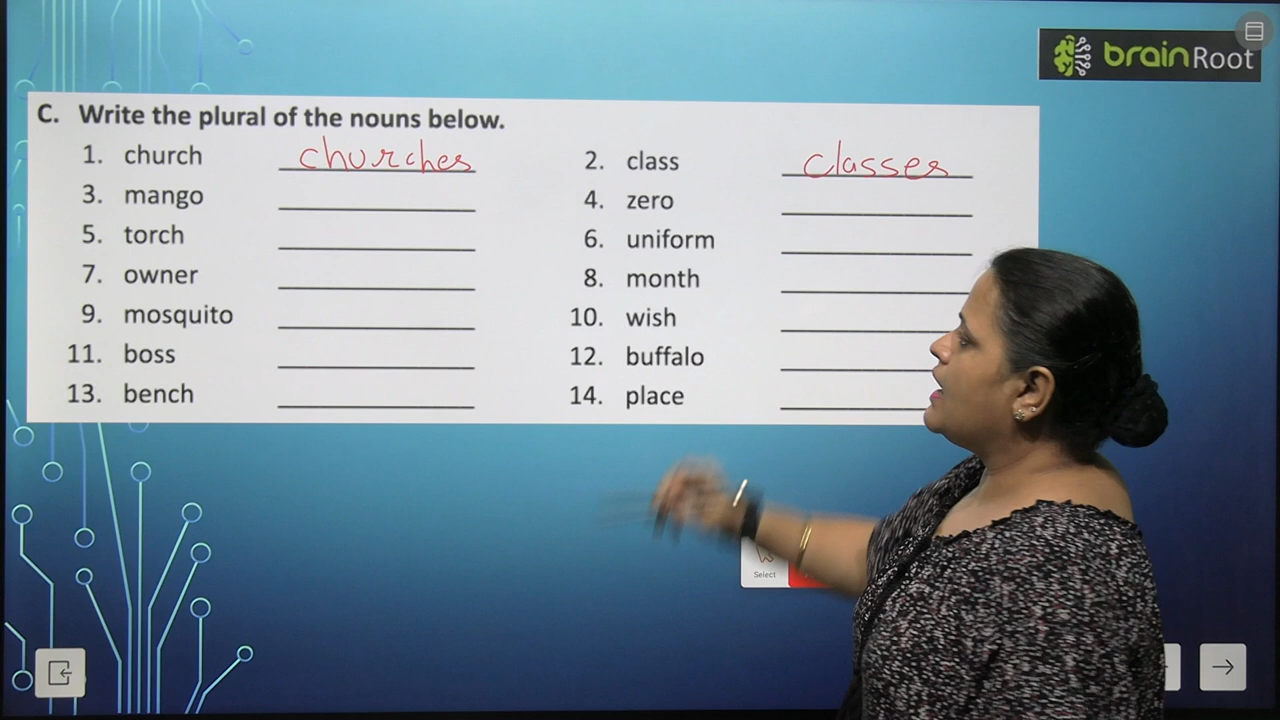 brainRoot
C. Write the plural of the nouns below.
1. church churches 2. class classes
3. mango 4. zero
5. torch 6. uniform
7. owner 8. month
9. mosquito 10. wish
11. boss 12. buffalo
13. bench 14. place
Select